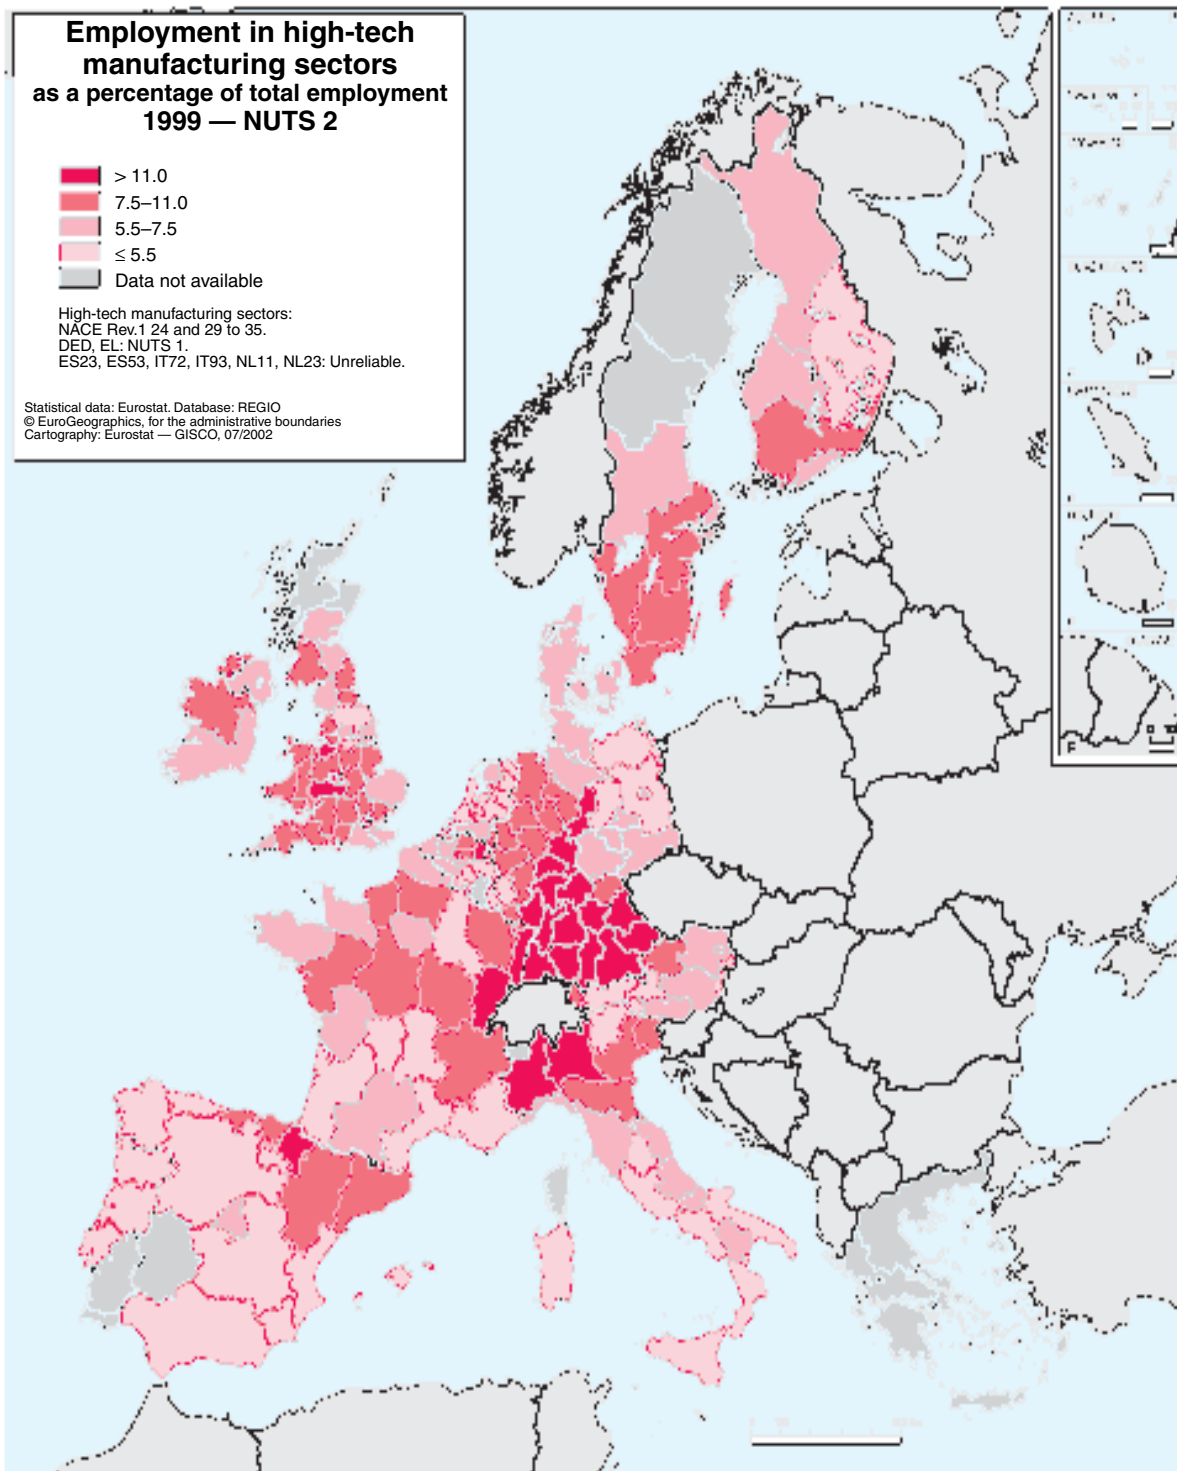 Employment in high-tech
manufacturing sectors
as a percentage of total employment
1999 — NUTS 2
> 11.0
7.5–11.0
5.5–7.5
≤ 5.5
Data not available
High-tech manufacturing sectors:
NACE Rev.1 24 and 29 to 35.
DED, EL: NUTS 1.
ES23, ES53, IT72, IT93, NL11, NL23: Unreliable.
Statistical data: Eurostat. Database: REGIO
© EuroGeographics, for the administrative boundaries
Cartography: Eurostat — GISCO, 07/2002